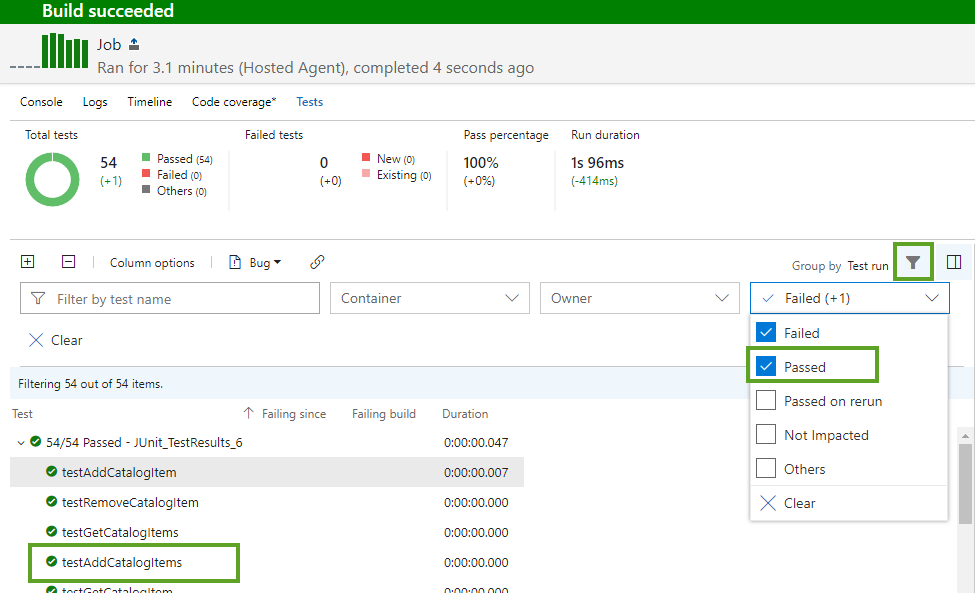 Build succeeded
Job
Ran for 3.1 minutes (Hosted Agent), completed 4 seconds ago
Console Logs Timeline Code coverage* Tests
Total tests Failed tests Pass percentage Run duration
54 Passed (54) 0 New (0) 100% 1s 96ms
(+1) Failed (0) (+0) Existing (0) (+0%) (-414ms)
Others (0)
Column options Bug Group by Test run
Filter by test name Container Owner Failed (+1)
Clear Failed
Passed
Filtering 54 out of 54 items.
Passed on rerun
Test Failing since Failing build Duration
Not Impacted
54/54 Passed - JUnit_TestResults_6 0:00:00.047
Others
testAddCatalogItem 0:00:00.007
testRemoveCatalogItem 0:00:00.000 Clear
testGetCatalogItems 0:00:00.000
testAddCatalogItems 0:00:00.000
testGetCatalogItem 0:00:00.000